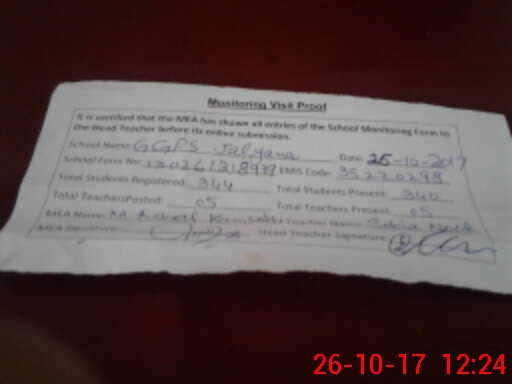 Monitoring Visit Proof
It is certified that the MEA has shown all entries of the School Monitoring Form to
the Head Teacher before its online submission.
School Name: GGPS Jalyana Date: 25-10-2017
School Form No: EMIS Code: 35220298
Total Students Registered: 344 Total Students Present: 344
Total Teachers Posted: 05 Total Teachers Present: 05
MEA Name: M Ashraf Teacher Name:
MEA Signature: Head Teacher Signature:
26-10-17 12:24